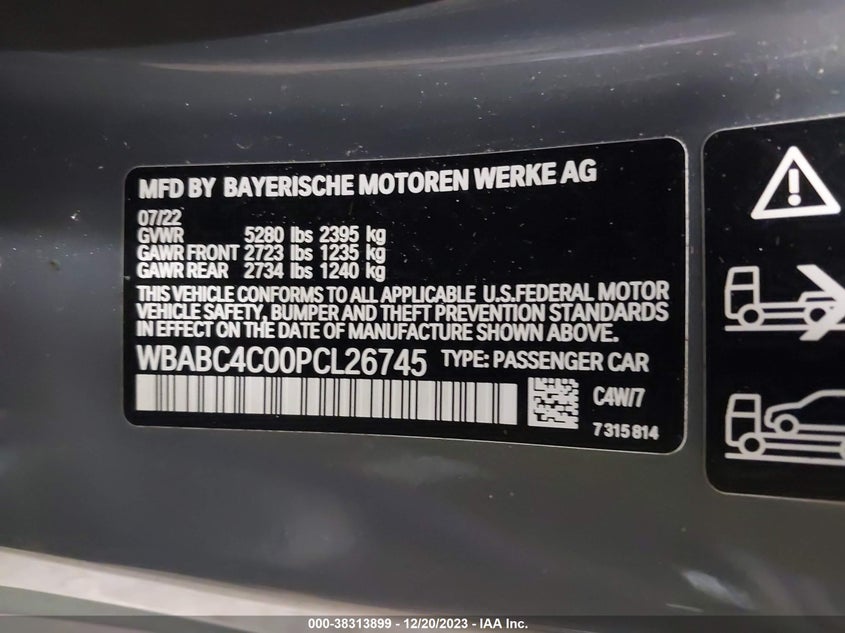 MFD BY BAYERISCHE MOTOREN WERKE AG
07/22
GVWR 5280 lbs 2395 kg
GAWR FRONT 2723 lbs 1235 kg
GAWR REAR 2734 lbs 1240 kg
THIS VEHICLE CONFORMS TO ALL APPLICABLE U.S.FEDERAL MOTOR
VEHICLE SAFETY, BUMPER AND THEFT PREVENTION STANDARDS
IN EFFECT ON THE DATE OF MANUFACTURE SHOWN ABOVE.
WBABC4C00PCL26745 TYPE: PASSENGER CAR
C4W/7
7315814
000-38313899 - 12/20/2023 - IAA Inc.